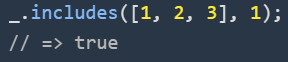 _.includes([1, 2, 3], 1);
// => true